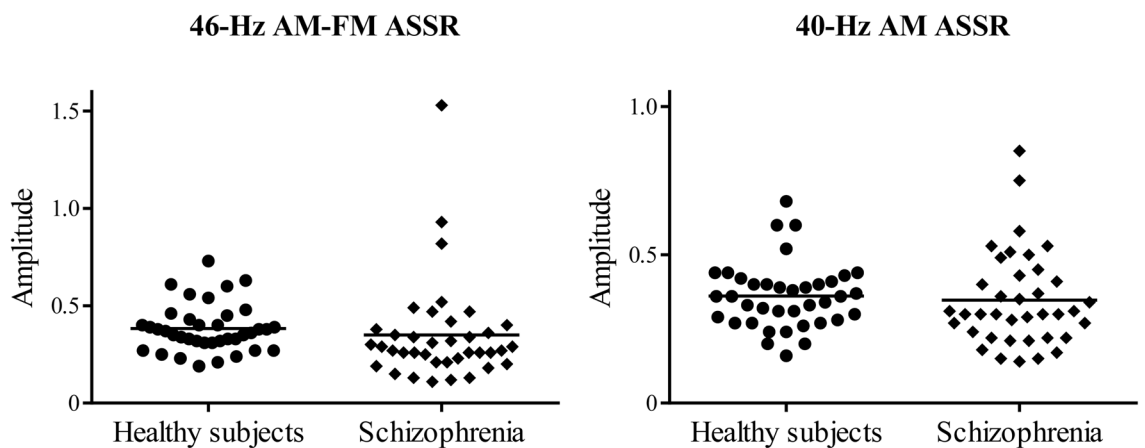 46-Hz AM-FM ASSR
Amplitude
1.5
1.0
0.5
0
Healthy subjects
Schizophrenia
40-Hz AM ASSR
Amplitude
1.0
0.5
0
Healthy subjects
Schizophrenia